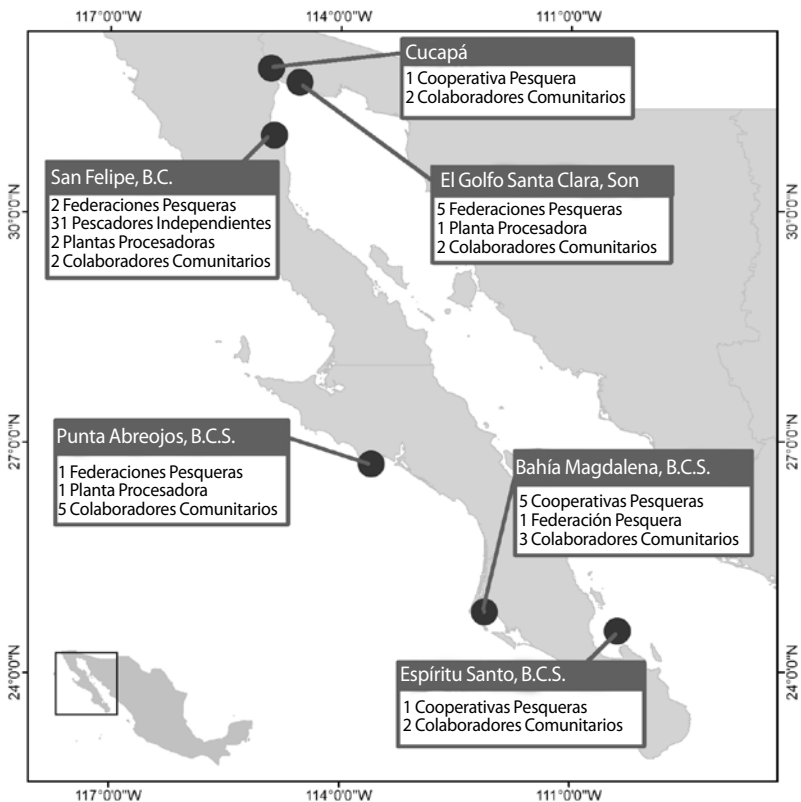 117°0'0"W
114°0'0"W
111°0'0"W
Cucapá
1 Cooperativa Pesquera
2 Colaboradores Comunitarios
San Felipe, B.C.
2 Federaciones Pesqueras
31 Pescadores Independientes
2 Plantas Procesadoras
2 Colaboradores Comunitarios
El Golfo Santa Clara, Son
5 Federaciones Pesqueras
1 Planta Procesadora
2 Colaboradores Comunitarios
30°0'0"N
30°0'0"N
Punta Abreojos, B.C.S.
1 Federaciones Pesqueras
1 Planta Procesadora
5 Colaboradores Comunitarios
27°0'0"N
27°0'0"N
Bahía Magdalena, B.C.S.
5 Cooperativas Pesqueras
1 Federación Pesquera
3 Colaboradores Comunitarios
24°0'0"N
24°0'0"N
Espíritu Santo, B.C.S.
1 Cooperativas Pesqueras
2 Colaboradores Comunitarios
117°0'0"W
114°0'0"W
111°0'0"W